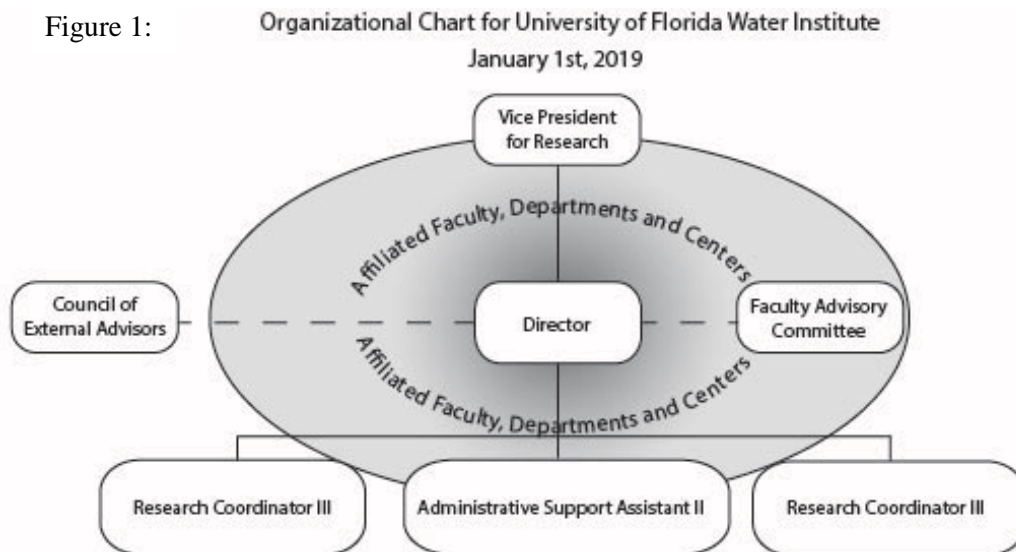 Figure 1:
Organizational Chart for University of Florida Water Institute
January 1st, 2019
Vice President
for Research
Affiliated Faculty, Departments and Centers
Council of
External Advisors
Director
Faculty Advisory
Committee
Affiliated Faculty, Departments and Centers
Research Coordinator III
Administrative Support Assistant II
Research Coordinator III